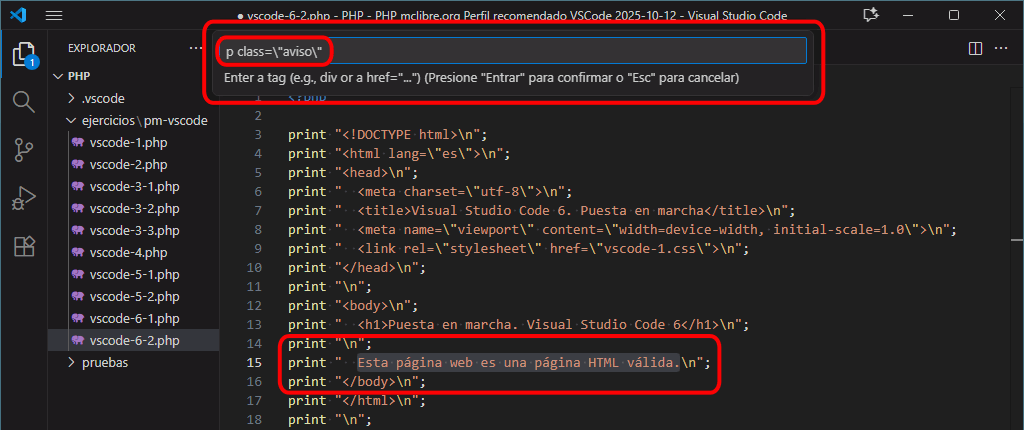 ● vscode-6-2.php - PHP - PHP mclibre.org Perfil recomendado VSCode 2025-10-12 - Visual Studio Code
p class=\"aviso\"
Enter a tag (e.g., div or a href="...") (Presione "Entrar" para confirmar o "Esc" para cancelar)
EXPLORADOR
1
PHP
.vscode
ejercicios\pm-vscode
vscode-1.php
vscode-2.php
vscode-3-1.php
vscode-3-2.php
vscode-3-3.php
vscode-4.php
vscode-5-1.php
vscode-5-2.php
vscode-6-1.php
vscode-6-2.php
pruebas
1 <?php
2
3 print "<!DOCTYPE html>\n";
4 print "<html lang=\"es\">\n";
5 print "<head>\n";
6 print "  <meta charset=\"utf-8\">\n";
7 print "  <title>Visual Studio Code 6. Puesta en marcha</title>\n";
8 print "  <meta name=\"viewport\" content=\"width=device-width, initial-scale=1.0\">\n";
9 print "  <link rel=\"stylesheet\" href=\"vscode-1.css\">\n";
10 print "</head>\n";
11 print "\n";
12 print "<body>\n";
13 print "  <h1>Puesta en marcha. Visual Studio Code 6</h1>\n";
14 print "\n";
15 print "  Esta página web es una página HTML válida.\n";
16 print "</body>\n";
17 print "</html>\n";
18 print "\n";